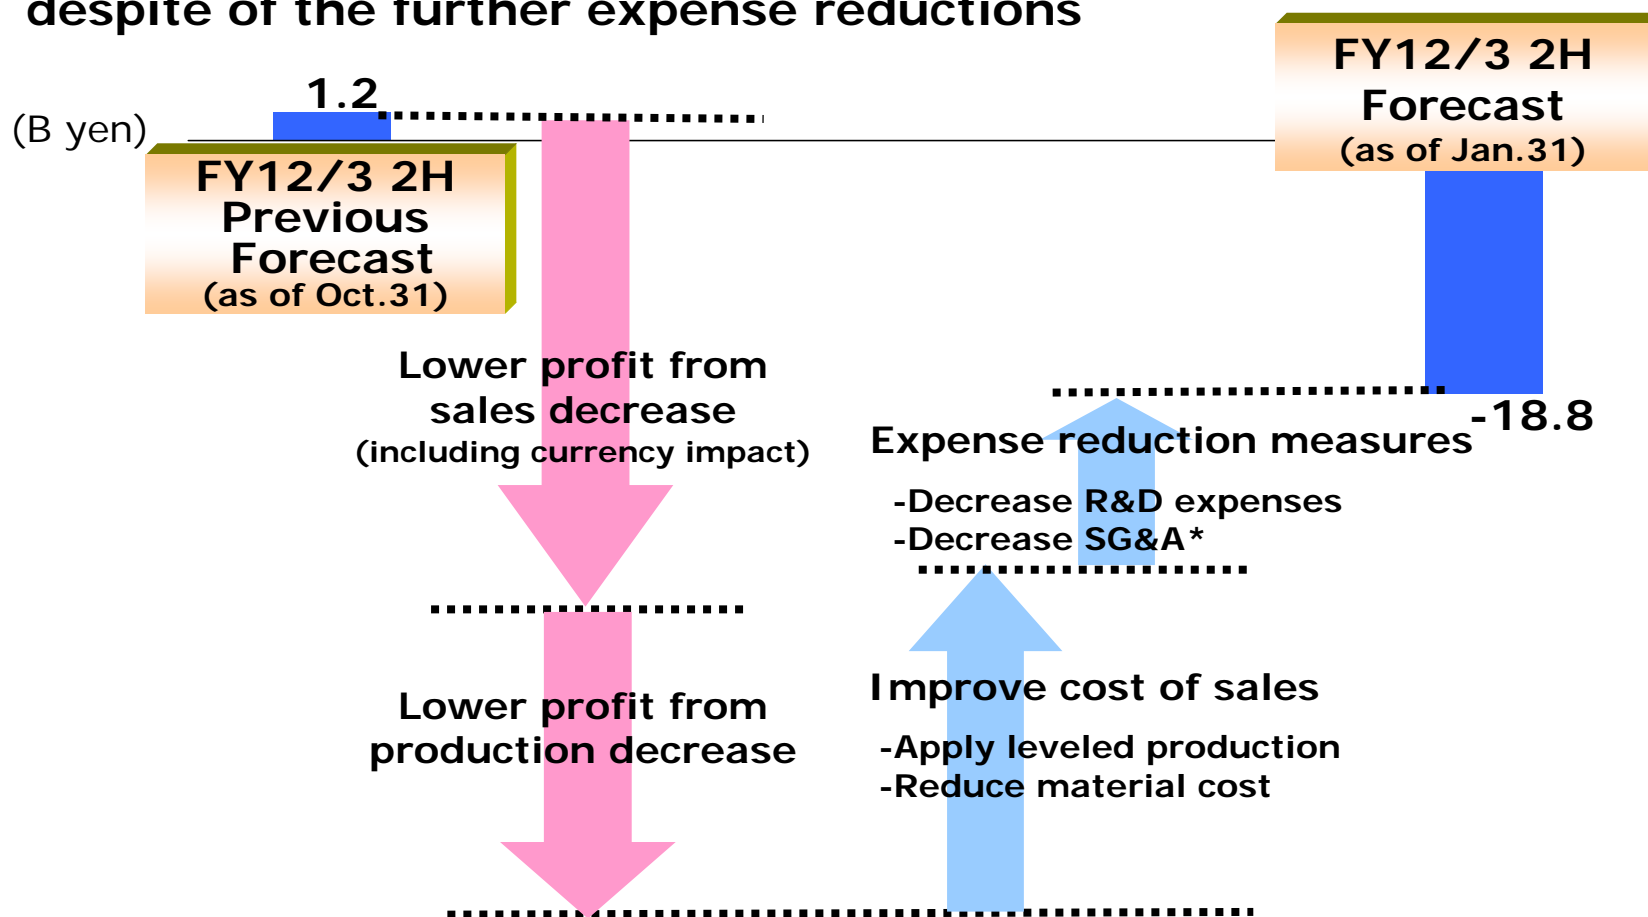 despite of the further expense reductions
1.2
(B yen)
FY12/3 2H
Previous
Forecast
(as of Oct.31)
FY12/3 2H
Forecast
(as of Jan.31)
-18.8
Lower profit from
sales decrease
(including currency impact)
Lower profit from
production decrease
Expense reduction measures
-Decrease R&D expenses
-Decrease SG&A*
Improve cost of sales
-Apply leveled production
-Reduce material cost